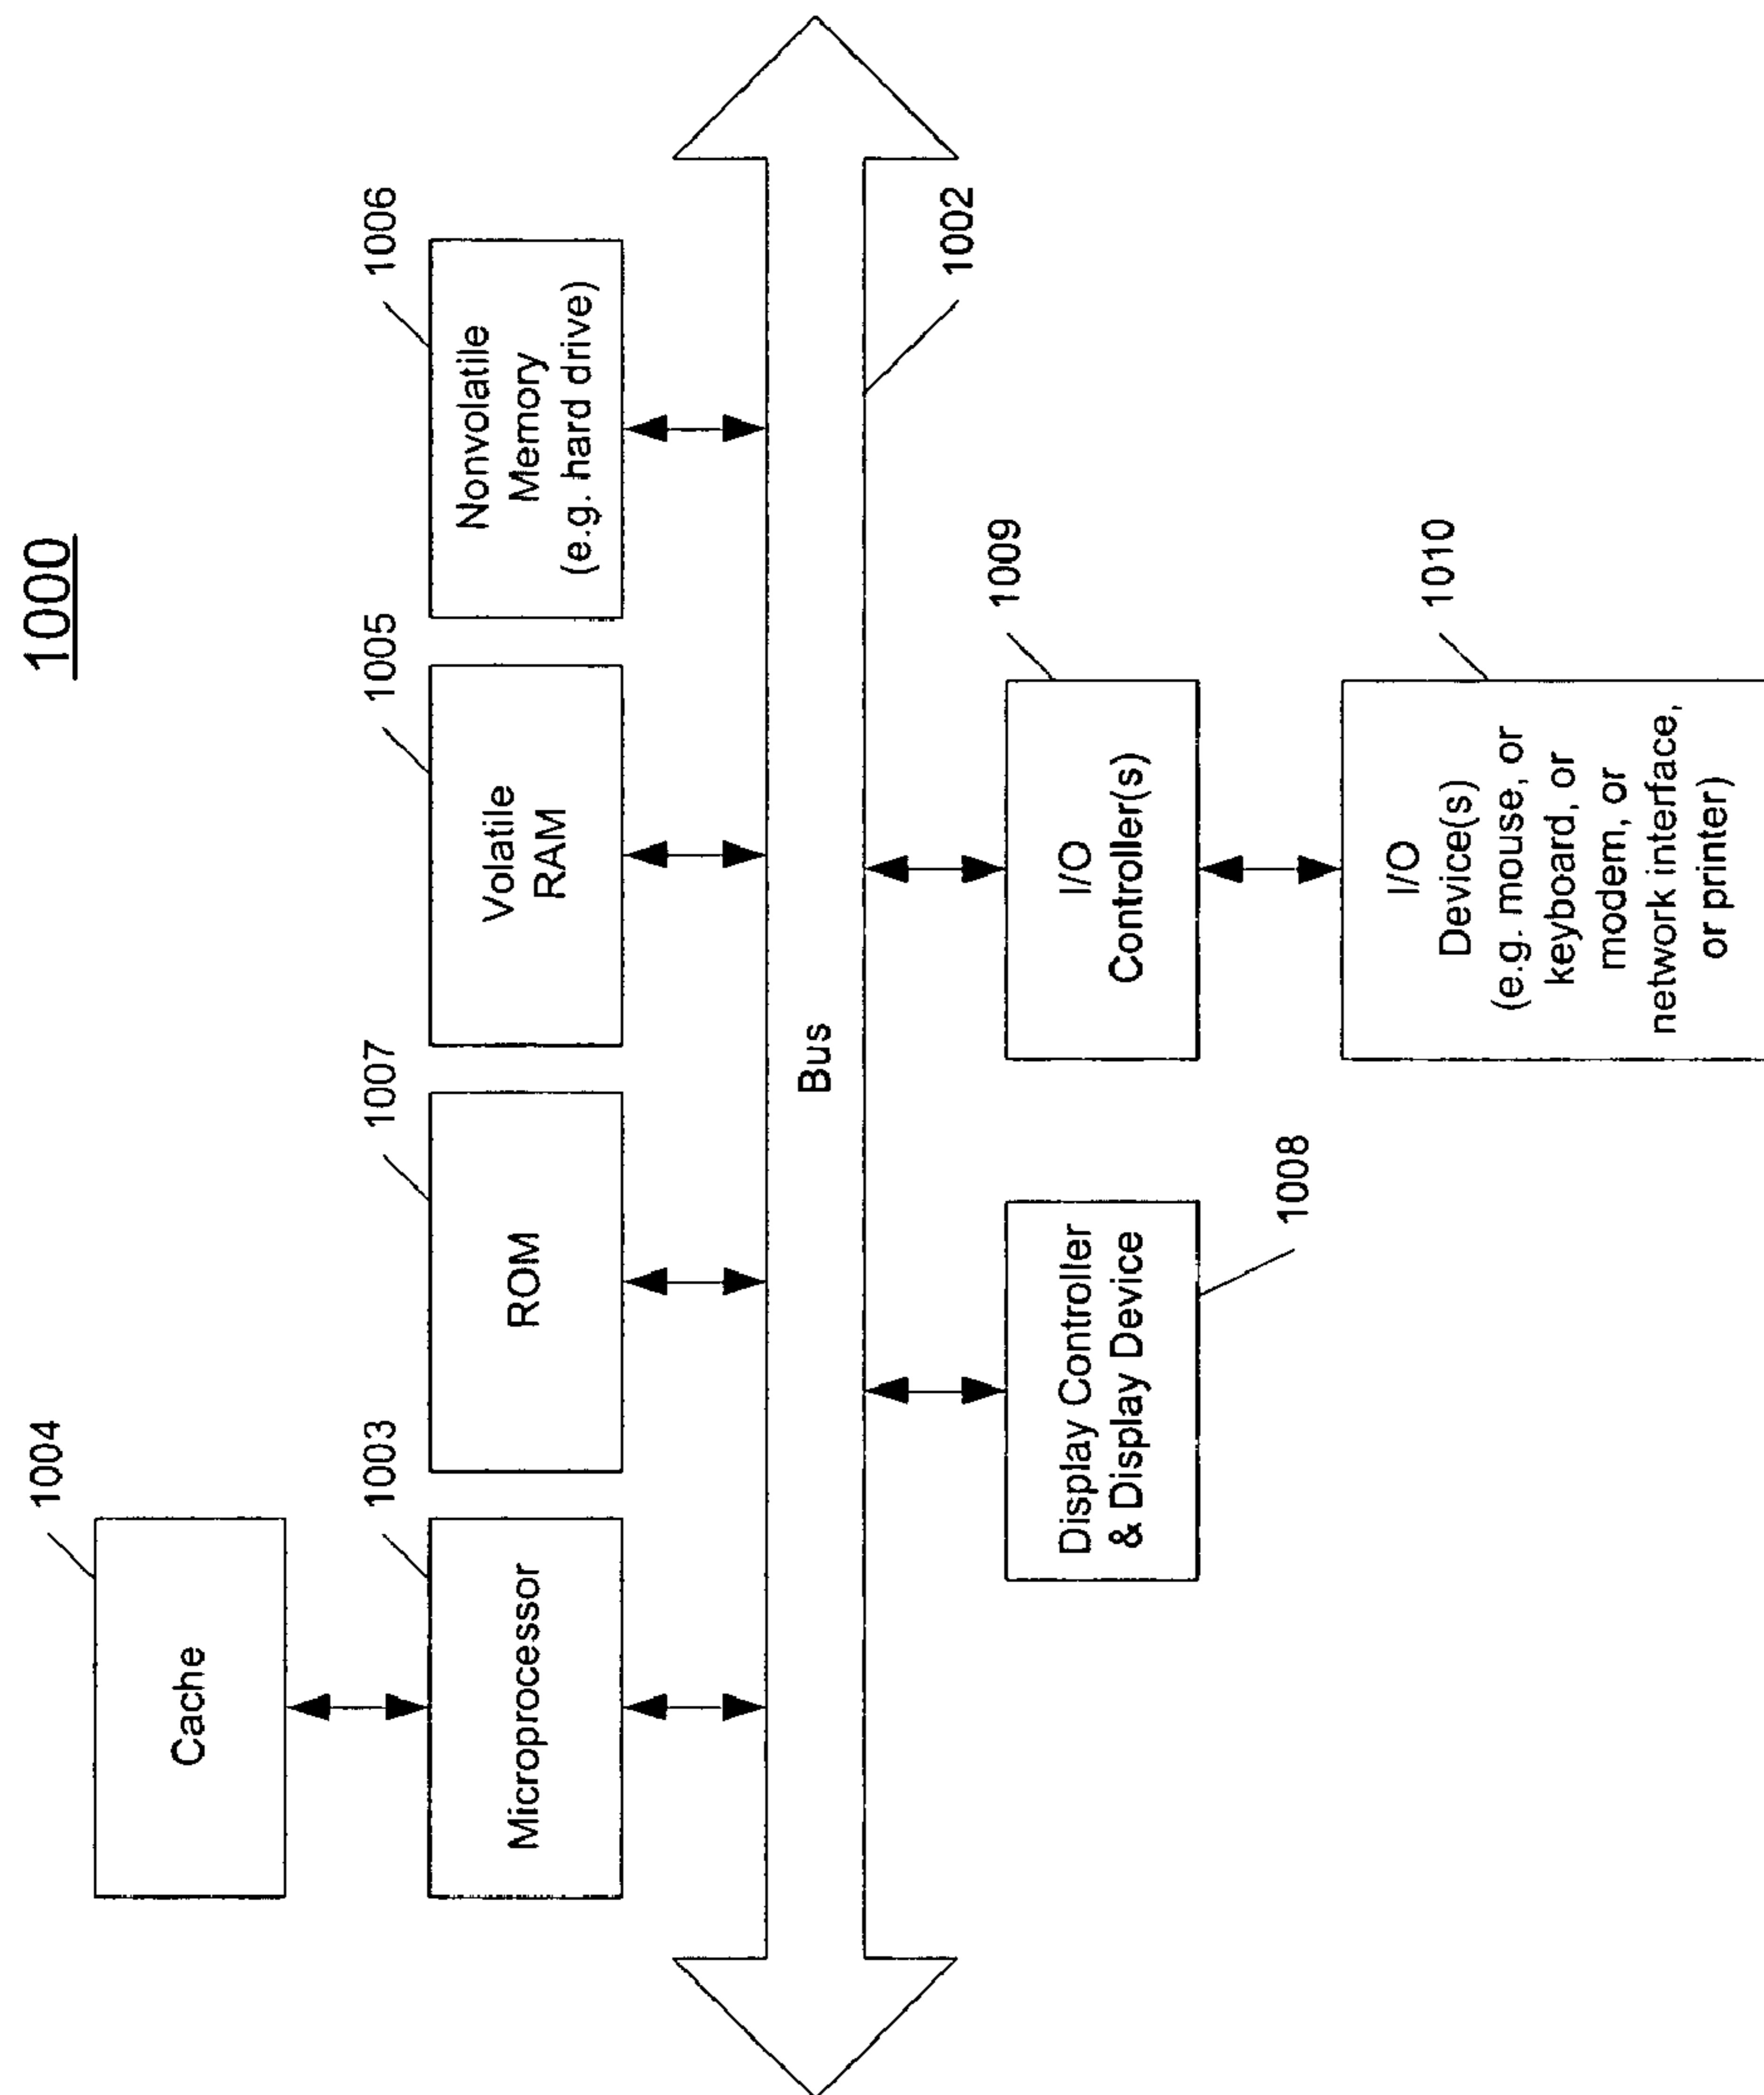 1000
1004
Cache
1003
Microprocessor
1007
ROM
1005
Volatile
RAM
1006
Nonvolatile
Memory
(e.g. hard drive)
Bus
1002
Display Controller
& Display Device
1008
1009
I/O
Controller(s)
1010
I/O
Device(s)
(e.g. mouse, or
keyboard, or
modem, or
network interface,
or printer)